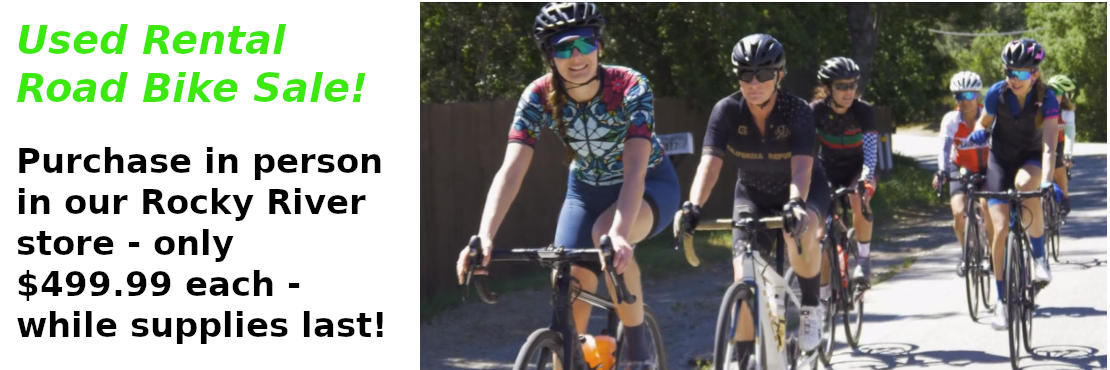 Used Rental
Road Bike Sale!
Purchase in person
in our Rocky River
store - only
$499.99 each -
while supplies last!